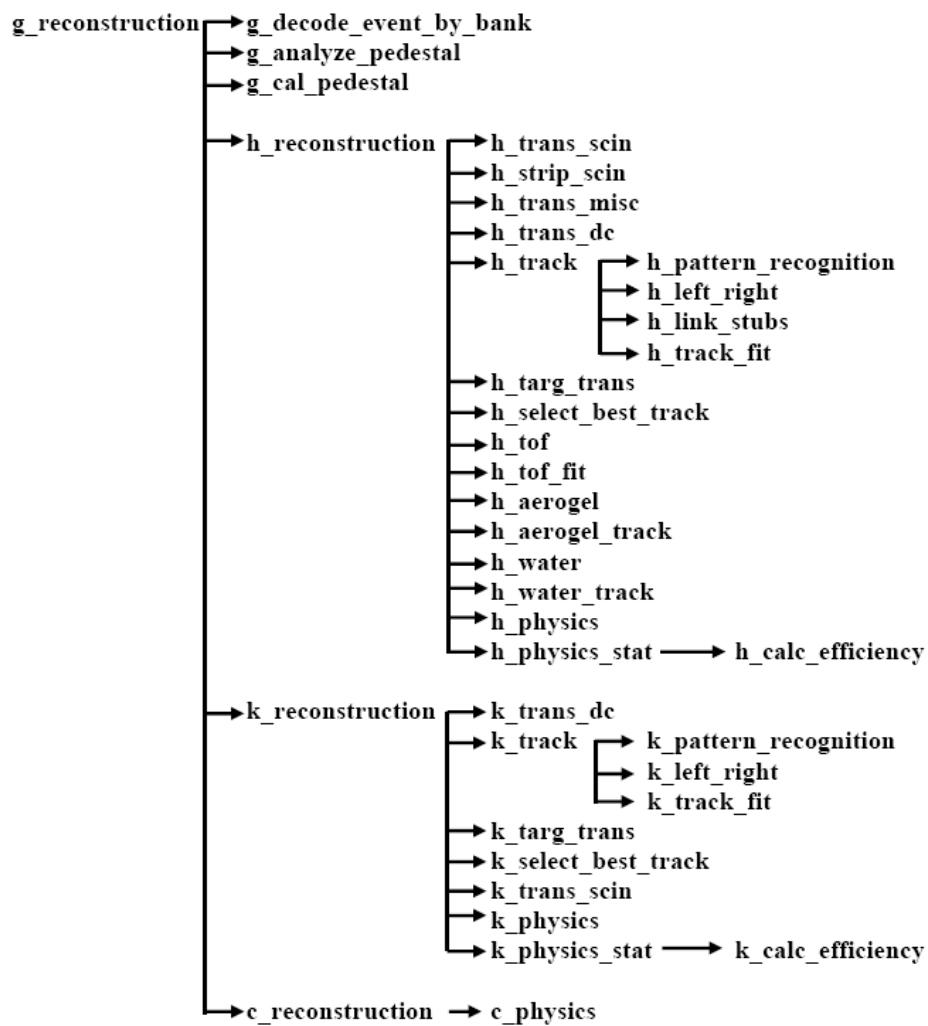 g_reconstruction g_decode_event_by_bank
g_analyze_pedestal
g_cal_pedestal
h_reconstruction h_trans_scin
h_strip_scin
h_trans_misc
h_trans_dc
h_track h_pattern_recognition
h_left_right
h_link_stubs
h_track_fit
h_targ_trans
h_select_best_track
h_tof
h_tof_fit
h_aerogel
h_aerogel_track
h_water
h_water_track
h_physics
h_physics_stat h_calc_efficiency
k_reconstruction k_trans_dc
k_track k_pattern_recognition
k_left_right
k_track_fit
k_targ_trans
k_select_best_track
k_trans_scin
k_physics
k_physics_stat k_calc_efficiency
c_reconstruction c_physics